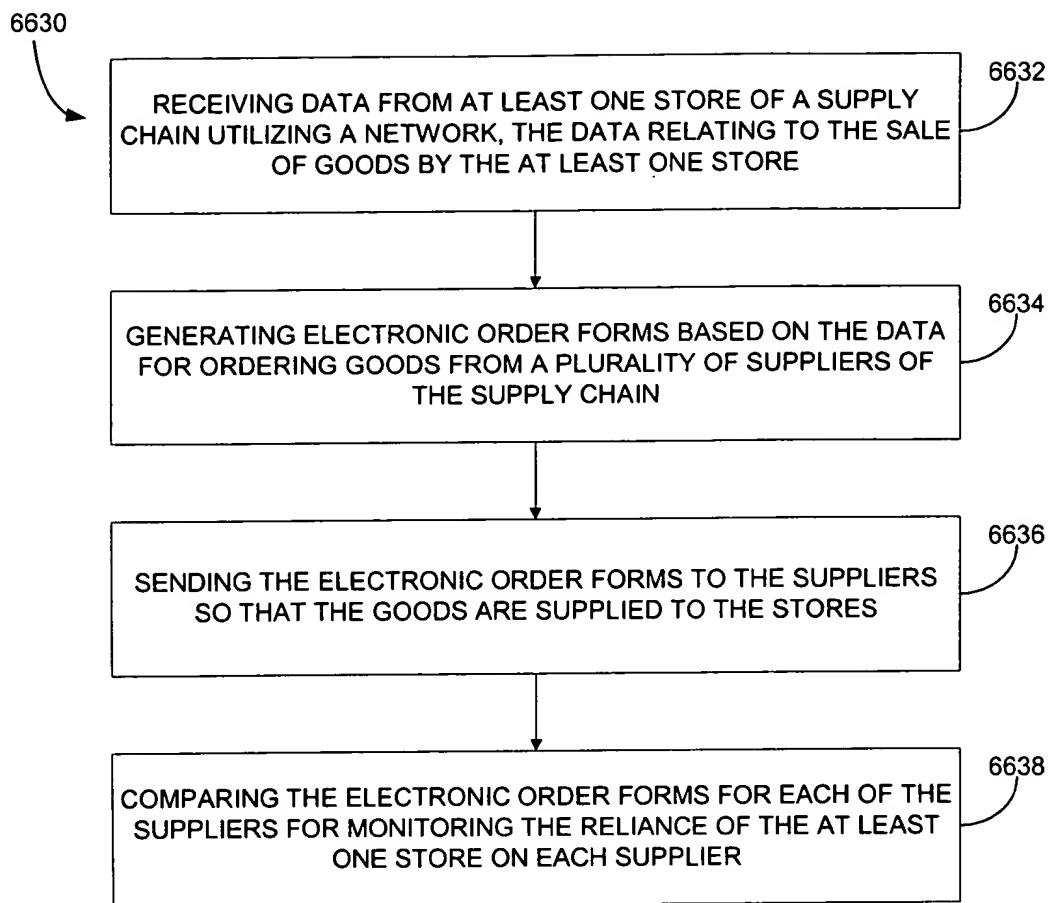 6630
6632
RECEIVING DATA FROM AT LEAST ONE STORE OF A SUPPLY
CHAIN UTILIZING A NETWORK, THE DATA RELATING TO THE SALE
OF GOODS BY THE AT LEAST ONE STORE
6634
GENERATING ELECTRONIC ORDER FORMS BASED ON THE DATA
FOR ORDERING GOODS FROM A PLURALITY OF SUPPLIERS OF
THE SUPPLY CHAIN
6636
SENDING THE ELECTRONIC ORDER FORMS TO THE SUPPLIERS
SO THAT THE GOODS ARE SUPPLIED TO THE STORES
6638
COMPARING THE ELECTRONIC ORDER FORMS FOR EACH OF THE
SUPPLIERS FOR MONITORING THE RELIANCE OF THE AT LEAST
ONE STORE ON EACH SUPPLIER